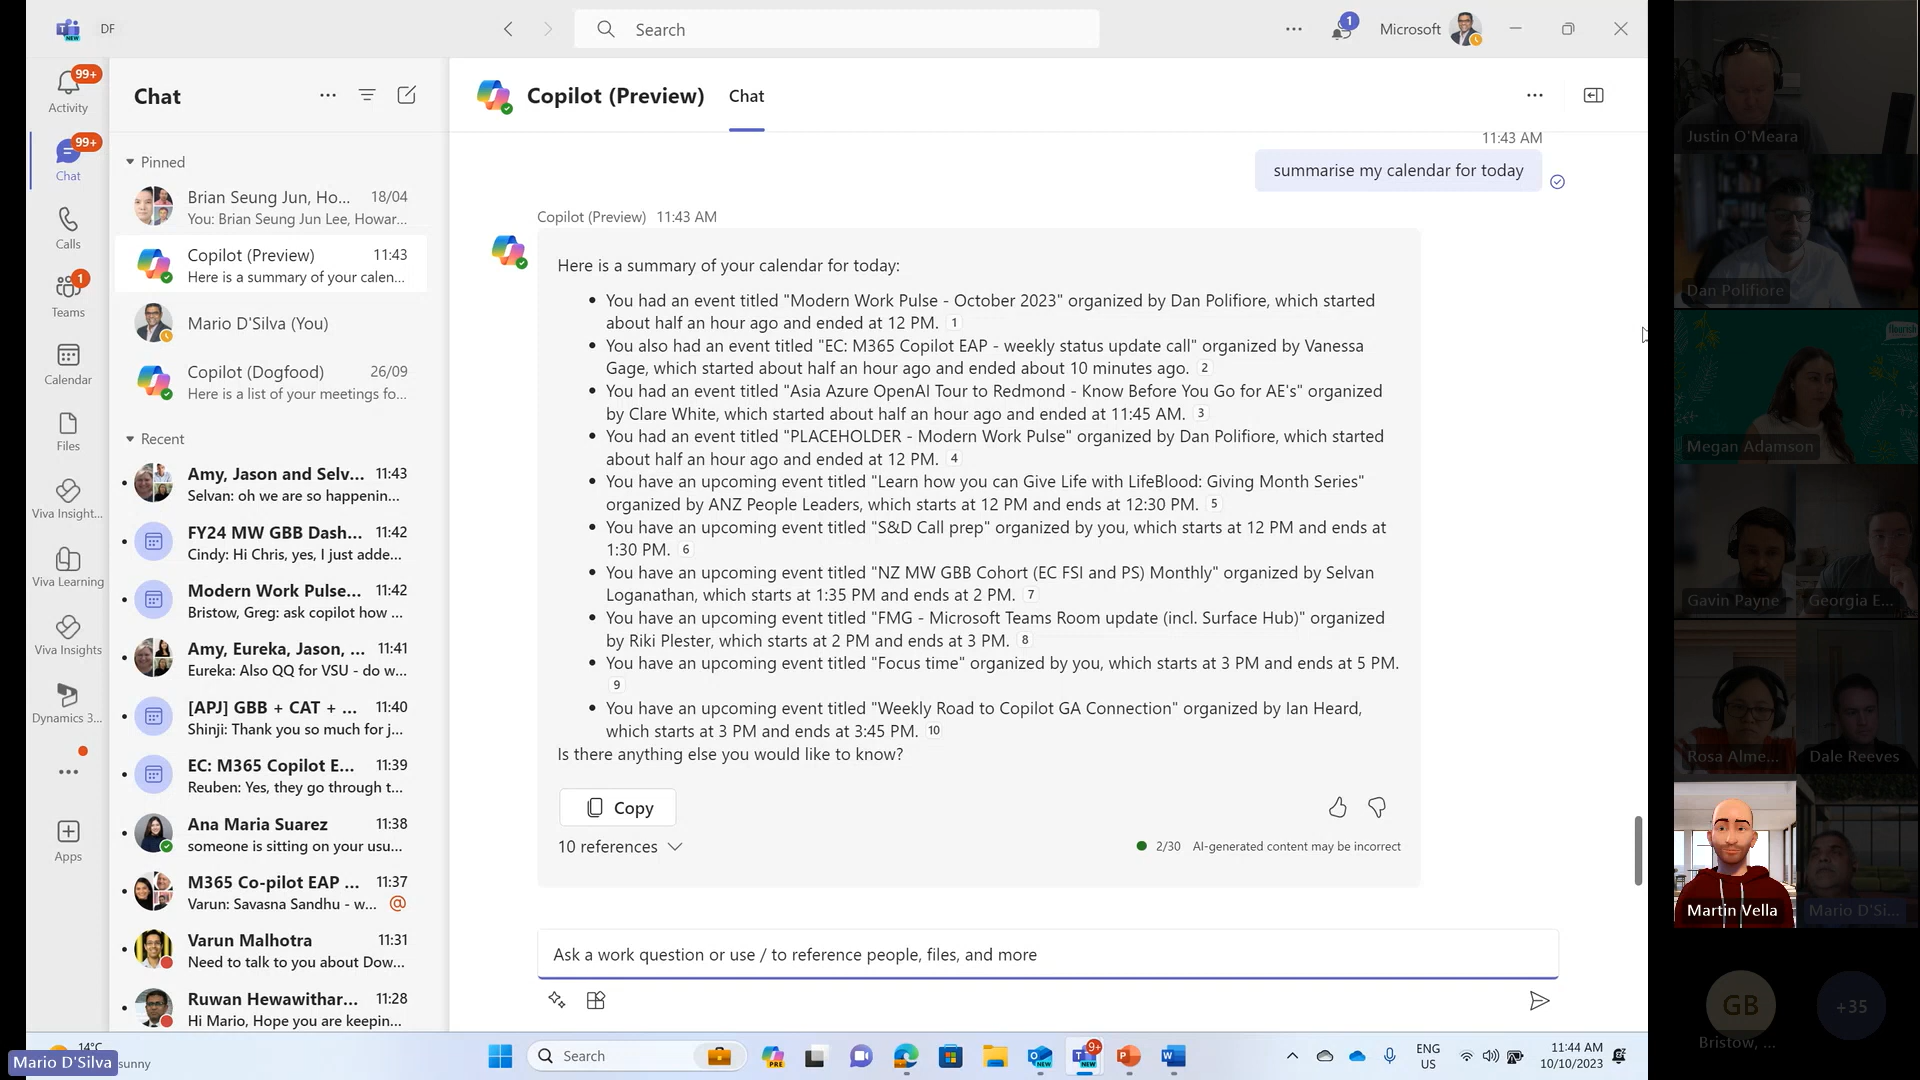 DF
Search
1
Microsoft
99+
Activity
99+
Chat
Calls
1
Teams
Calendar
Files
Viva Insight...
Viva Learning
Viva Insights
Dynamics 3...
Apps
Chat
Pinned
Brian Seung Jun, Ho... 18/04
You: Brian Seung Jun Lee, Howar...
Copilot (Preview) 11:43
Here is a summary of your calen...
Mario D'Silva (You)
Copilot (Dogfood) 26/09
Here is a list of your meetings fo...
Recent
Amy, Jason and Selv... 11:43
Selvan: oh we are so happenin...
FY24 MW GBB Dash... 11:42
Cindy: Hi Chris, yes, I just adde...
Modern Work Pulse... 11:42
Bristow, Greg: ask copilot how ...
Amy, Eureka, Jason, ... 11:41
Eureka: Also QQ for VSU - do w...
[APJ] GBB + CAT + ... 11:40
Shinji: Thank you so much for j...
EC: M365 Copilot E... 11:39
Reuben: Yes, they go through t...
Ana Maria Suarez 11:38
someone is sitting on your usu...
M365 Co-pilot EAP ... 11:37
Varun: Savasna Sandhu - w... @
Varun Malhotra 11:31
Need to talk to you about Dow...
Ruwan Hewawithar... 11:28
Hi Mario, Hope you are keepin...
Copilot (Preview) Chat
11:43 AM
summarise my calendar for today
Copilot (Preview) 11:43 AM
Here is a summary of your calendar for today:
• You had an event titled "Modern Work Pulse - October 2023" organized by Dan Polifiore, which started
about half an hour ago and ended at 12 PM. 1
• You also had an event titled "EC: M365 Copilot EAP - weekly status update call" organized by Vanessa
Gage, which started about half an hour ago and ended about 10 minutes ago. 2
• You had an event titled "Asia Azure OpenAI Tour to Redmond - Know Before You Go for AE's" organized
by Clare White, which started about half an hour ago and ended at 11:45 AM. 3
• You had an event titled "PLACEHOLDER - Modern Work Pulse" organized by Dan Polifiore, which started
about half an hour ago and ended at 12 PM. 4
• You have an upcoming event titled "Learn how you can Give Life with LifeBlood: Giving Month Series"
organized by ANZ People Leaders, which starts at 12 PM and ends at 12:30 PM. 5
• You have an upcoming event titled "S&D Call prep" organized by you, which starts at 12 PM and ends at
1:30 PM. 6
• You have an upcoming event titled "NZ MW GBB Cohort (EC FSI and PS) Monthly" organized by Selvan
Loganathan, which starts at 1:35 PM and ends at 2 PM. 7
• You have an upcoming event titled "FMG - Microsoft Teams Room update (incl. Surface Hub)" organized
by Riki Plester, which starts at 2 PM and ends at 3 PM. 8
• You have an upcoming event titled "Focus time" organized by you, which starts at 3 PM and ends at 5 PM.
9
• You have an upcoming event titled "Weekly Road to Copilot GA Connection" organized by Ian Heard,
which starts at 3 PM and ends at 3:45 PM. 10
Is there anything else you would like to know?
Copy
10 references
2/30 AI-generated content may be incorrect
Ask a work question or use / to reference people, files, and more
14°C
sunny
Mario D'Silva
Search
PRE
NEW
9+
NEW
ENG
US
11:44 AM
10/10/2023
Justin O'Meara
Dan Polifiore
flourish
Megan Adamson
Gavin Payne
Georgia E...
Rosa Alme...
Dale Reeves
Martin Vella
Mario D'Si...
GB
Bristow, ...
+35